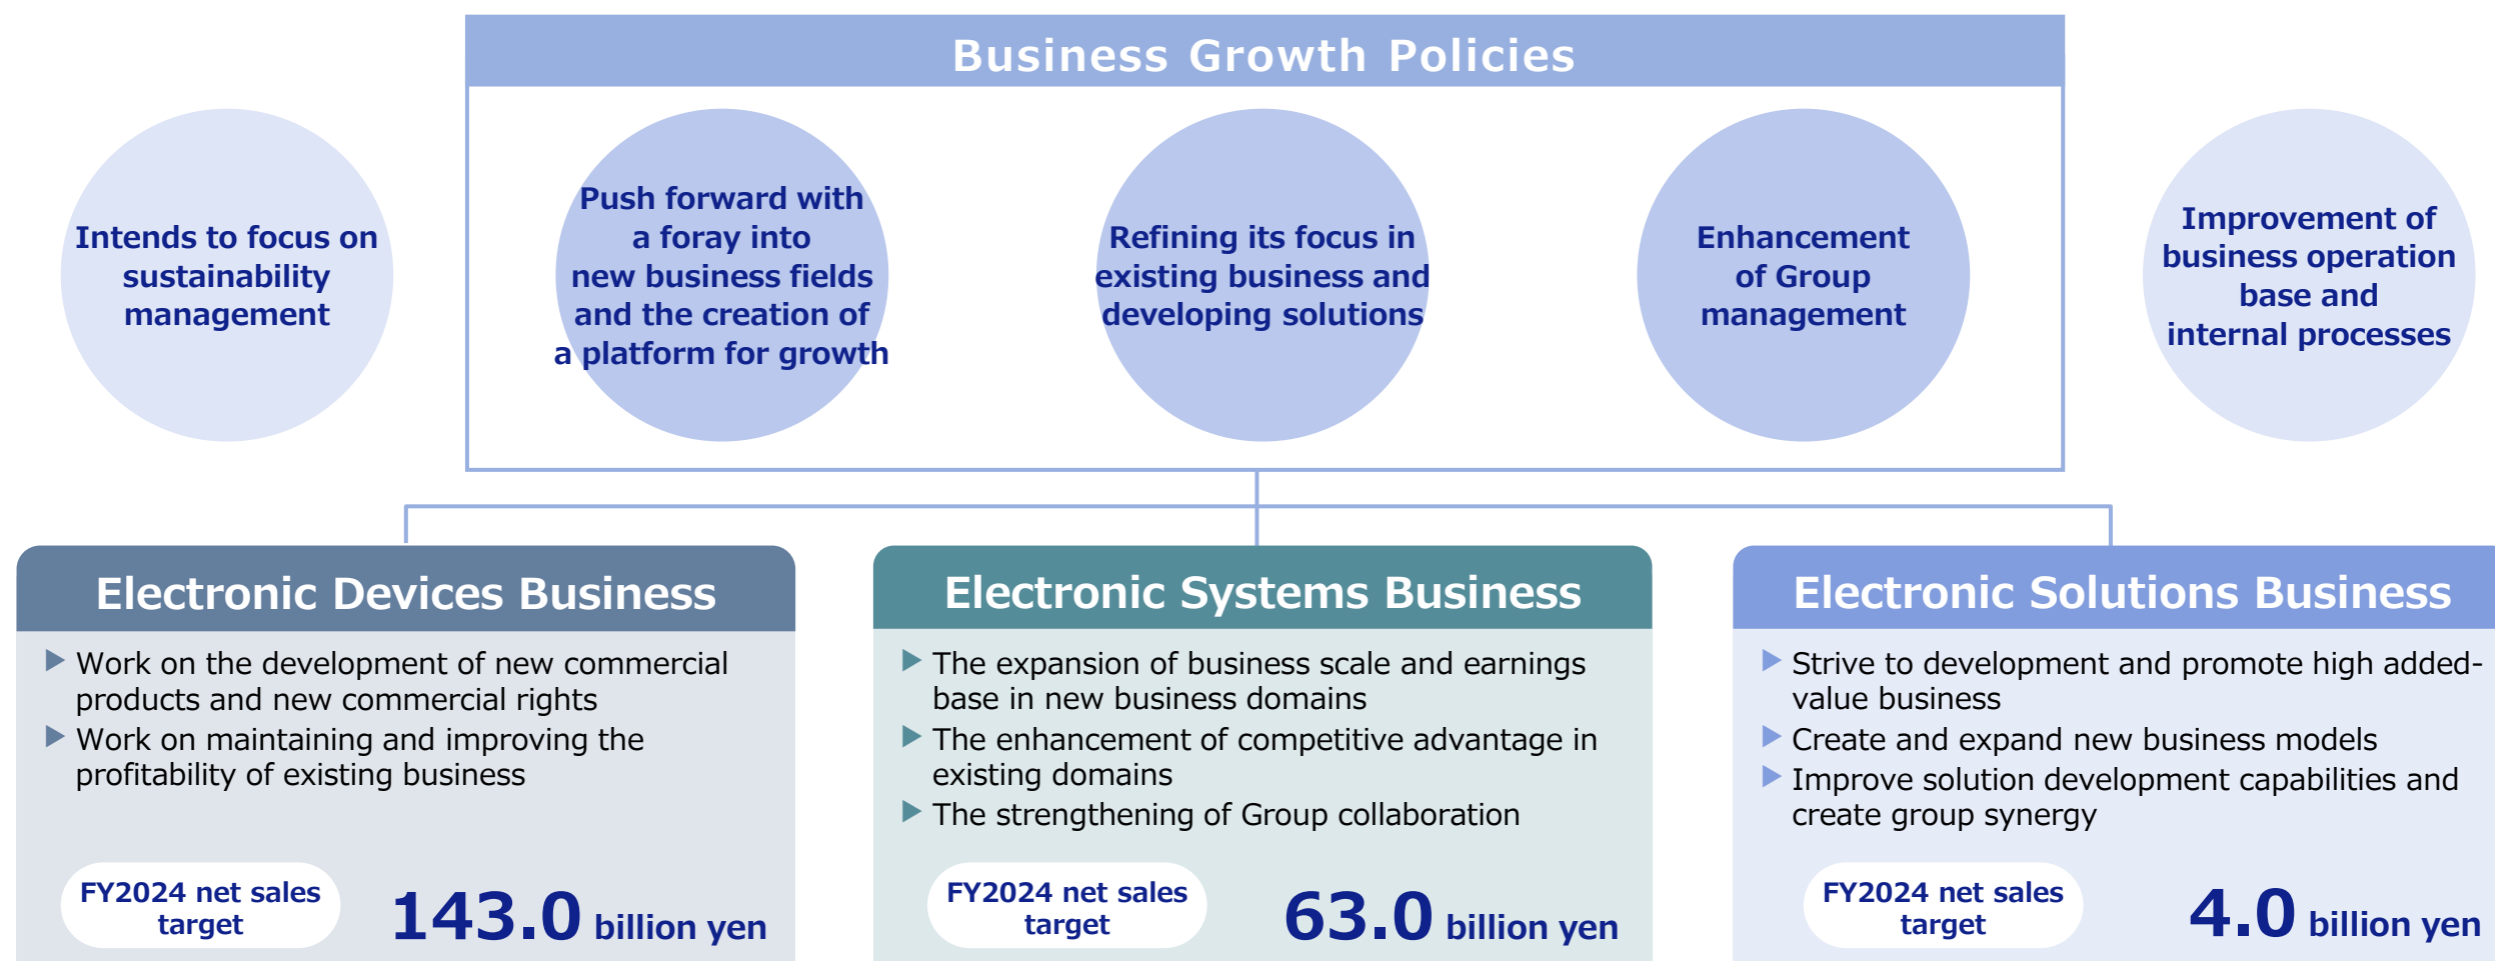 Business Growth Policies
Intends to focus on
sustainability
management
Push forward with
a foray into
new business fields
and the creation of
a platform for growth
Refining its focus in
existing business and
developing solutions
Enhancement
of Group
management
Improvement of
business operation
base and
internal processes
Electronic Devices Business
▶ Work on the development of new commercial
products and new commercial rights
▶ Work on maintaining and improving the
profitability of existing business
FY2024 net sales
target
143.0 billion yen
Electronic Systems Business
▶ The expansion of business scale and earnings
base in new business domains
▶ The enhancement of competitive advantage in
existing domains
▶ The strengthening of Group collaboration
FY2024 net sales
target
63.0 billion yen
Electronic Solutions Business
▶ Strive to development and promote high added-
value business
▶ Create and expand new business models
▶ Improve solution development capabilities and
create group synergy
FY2024 net sales
target
4.0 billion yen